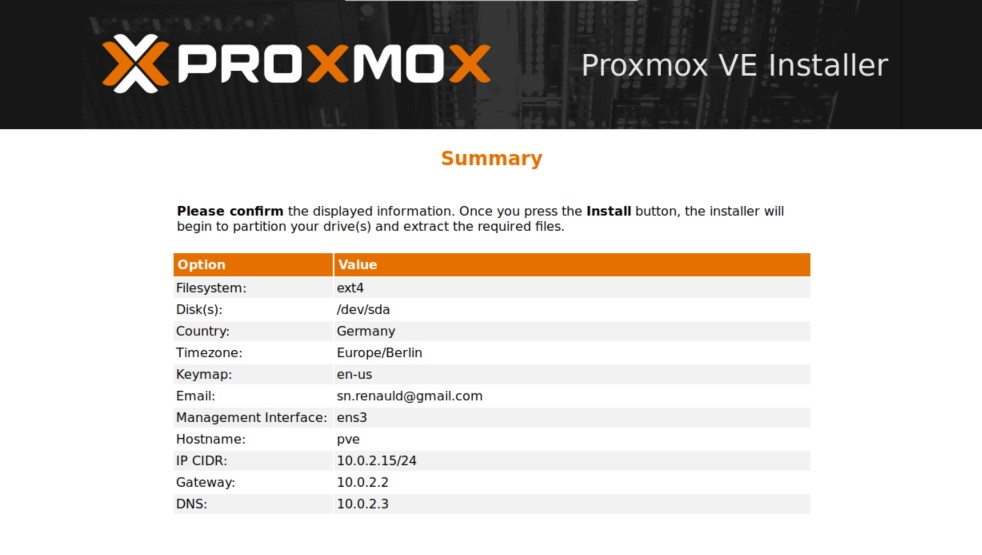 PROXMOX
Proxmox VE Installer
Summary
Please confirm the displayed information. Once you press the Install button, the installer will
begin to partition your drive(s) and extract the required files.
Option Value
Filesystem: ext4
Disk(s): /dev/sda
Country: Germany
Timezone: Europe/Berlin
Keymap: en-us
Email: sn.renauld@gmail.com
Management Interface: ens3
Hostname: pve
IP CIDR: 10.0.2.15/24
Gateway: 10.0.2.2
DNS: 10.0.2.3